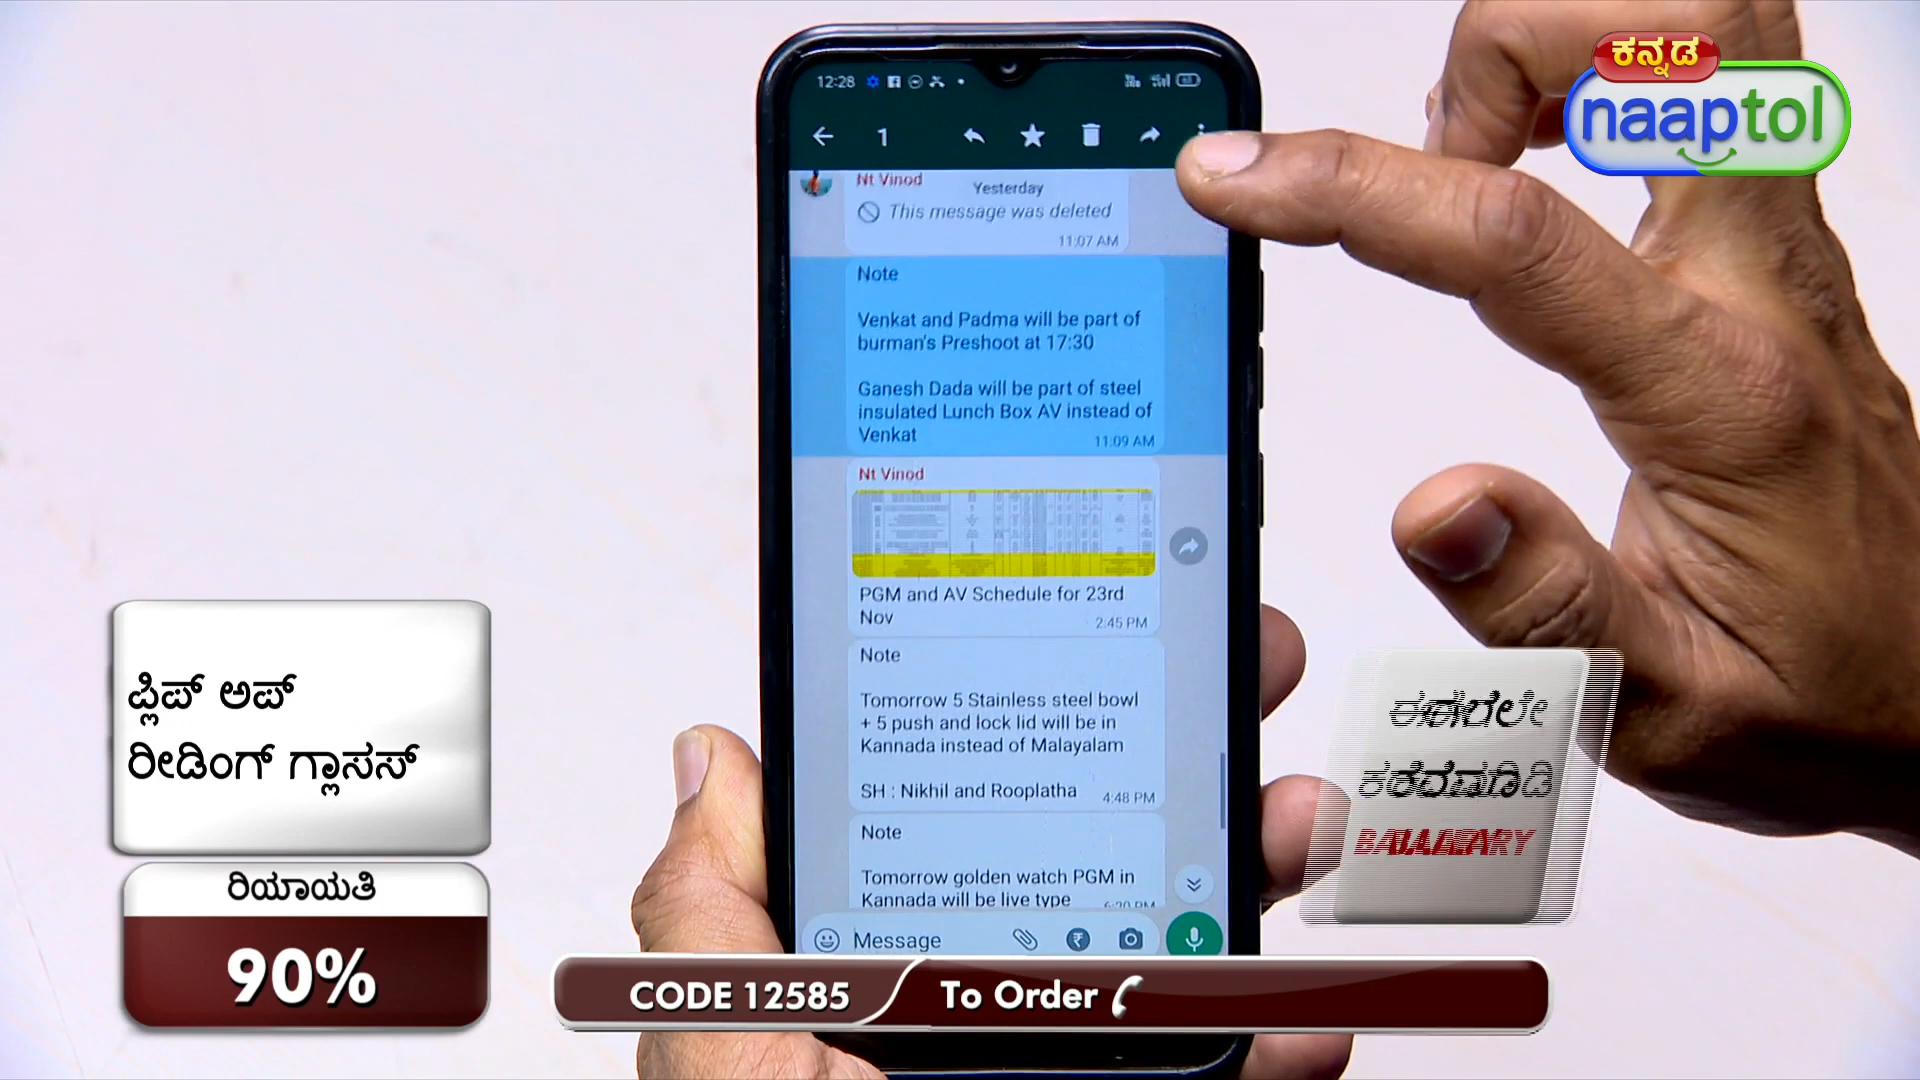 ಕನ್ನಡ
naaptol
12:28
1
Nt Vinod
Yesterday
This message was deleted
11:07 AM
Note
Venkat and Padma will be part of
burman's Preshoot at 17:30
Ganesh Dada will be part of steel
insulated Lunch Box AV instead of
Venkat
11:09 AM
Nt Vinod
PGM and AV Schedule for 23rd
Nov
2:45 PM
Note
Tomorrow 5 Stainless steel bowl
+ 5 push and lock lid will be in
Kannada instead of Malayalam
SH : Nikhil and Rooplatha
4:48 PM
Note
Tomorrow golden watch PGM in
Kannada will be live type
6:20 PM
Message
ಫ್ಲಿಪ್ ಅಪ್
ರೀಡಿಂಗ್ ಗ್ಲಾಸಸ್
ರಿಯಾಯತಿ
90%
CODE 12585
To Order